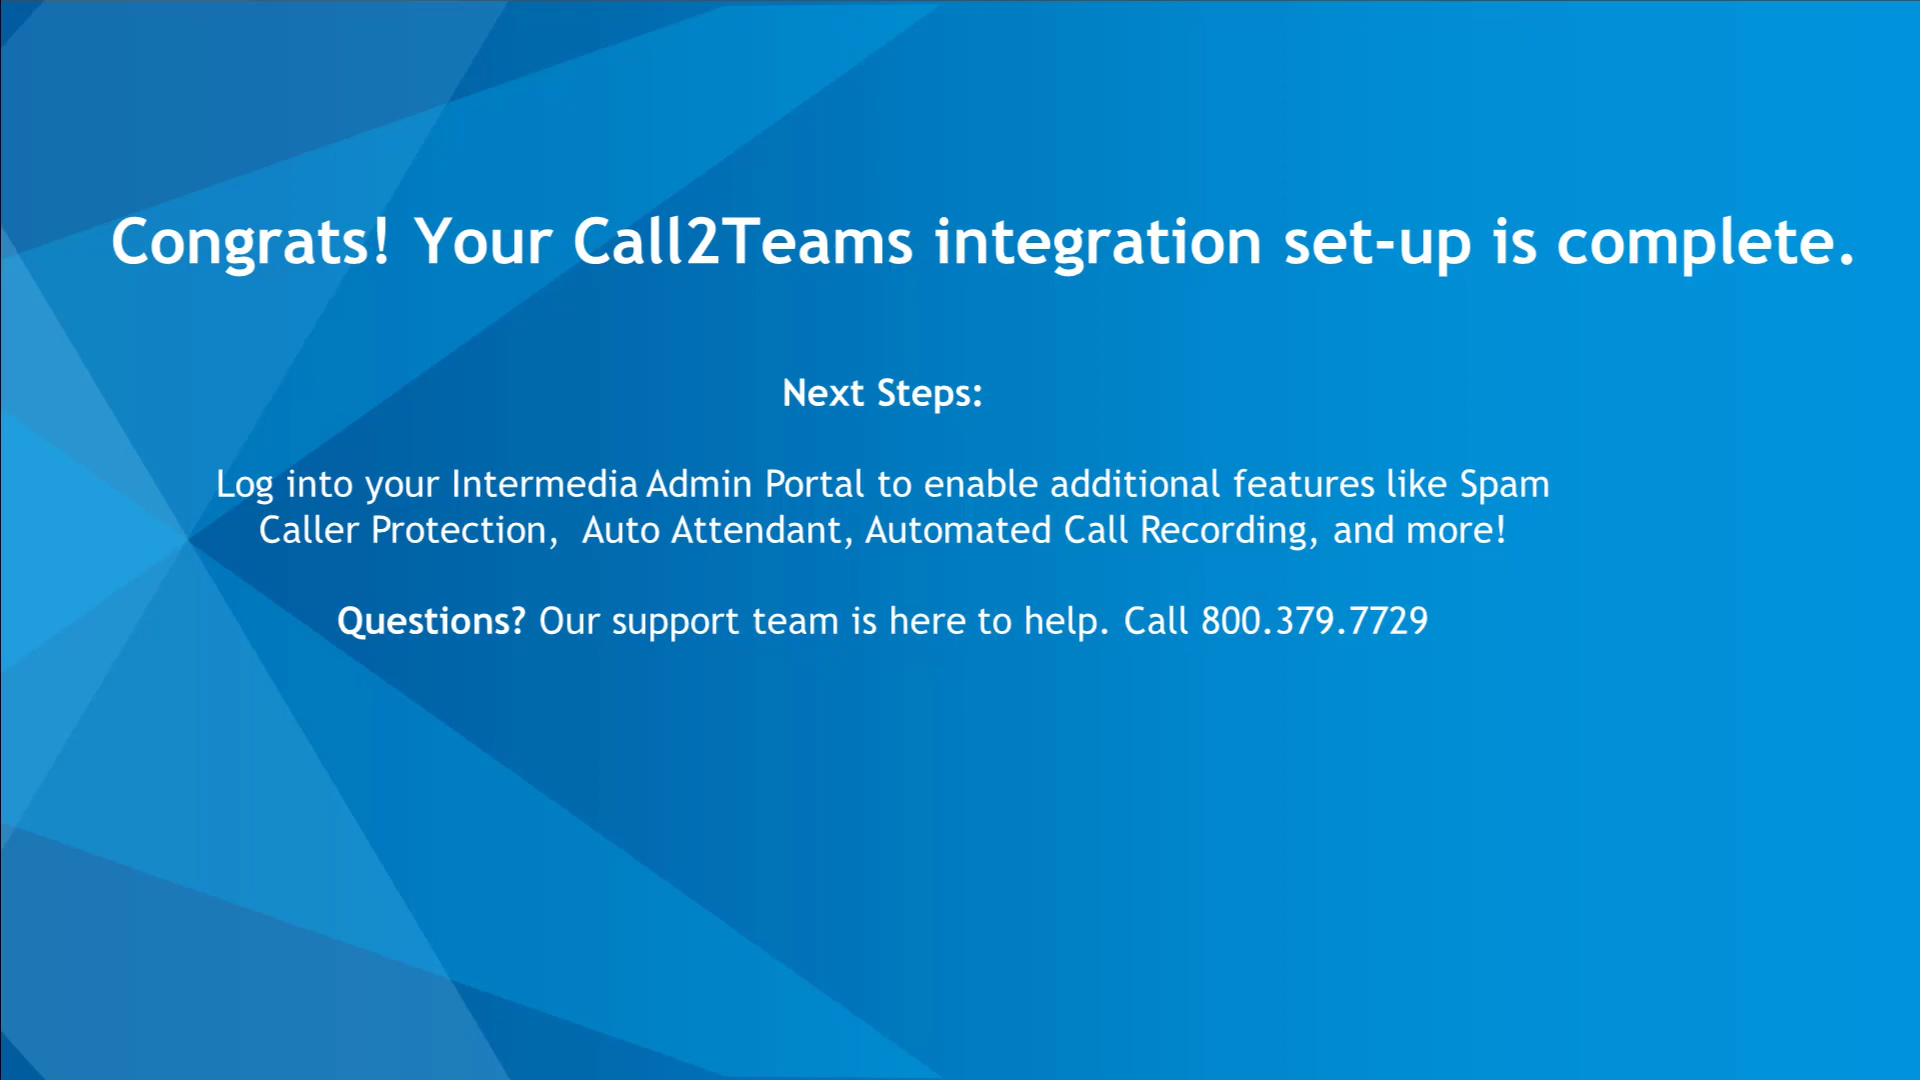 Congrats! Your Call2Teams integration set-up is complete.
Next Steps:
Log into your Intermedia Admin Portal to enable additional features like Spam
Caller Protection,  Auto Attendant, Automated Call Recording, and more!
Questions? Our support team is here to help. Call 800.379.7729